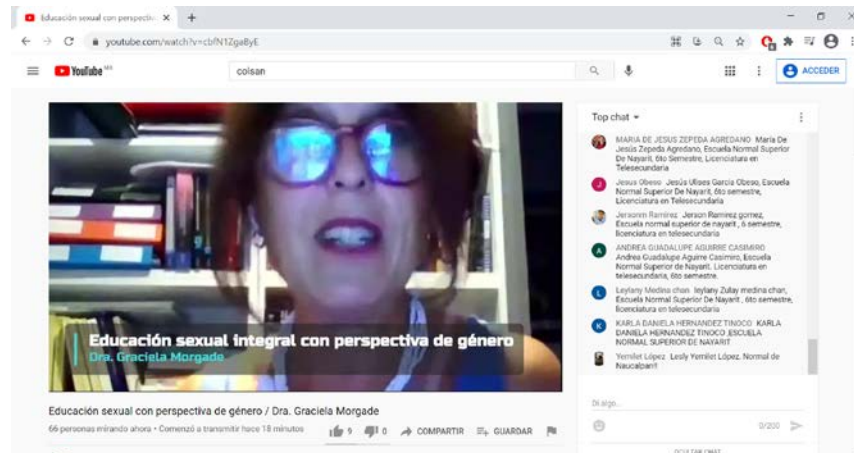 Educación sexual con perspectiv
youtube.com/watch?v=cbfN1ZgaByE
YouTube MX
colsan
ACCEDER
Educación sexual integral con perspectiva de género
Dra. Graciela Morgade
Educación sexual con perspectiva de género / Dra. Graciela Morgade
66 personas mirando ahora • Comenzó a transmitir hace 18 minutos
9
0
COMPARTIR
GUARDAR
Top chat
MARIA DE JESUS ZEPEDA AGREDANO María De
Jesús Zepeda Agredano, Escuela Normal Superior
De Nayarit, 6to Semestre, Licenciatura en
Telesecundaria
Jesus Obeso Jesús Ulises García Obeso, Escuela
Normal Superior de Nayarit, 6to semestre,
Licenciatura en Telesecundaria
Jersonm Ramírez Jerson Ramirez gomez,
Escuela normal superior de nayarit, 6 semestre,
licenciatura en telesecundaria
ANDREA GUADALUPE AGUIRRE CASIMIRO
Andrea Guadalupe Aguirre Casimiro, Escuela
Normal Superior de Nayarit. Licenciatura en
telesecundaria, 6to semestre.
Leylany Medina chan leylany Zulay medina chan,
Escuela Normal Superior De Nayarit, 6to semestre,
licenciatura en telesecundaria
KARLA DANIELA HERNANDEZ TINOCO KARLA
DANIELA HERNANDEZ TINOCO ,ESCUELA
NORMAL SUPERIOR DE NAYARIT
Yemilet López Lesly Yemilet López. Normal de
Naucalpan!!
Di algo...
0/200
OCULTAR CHAT